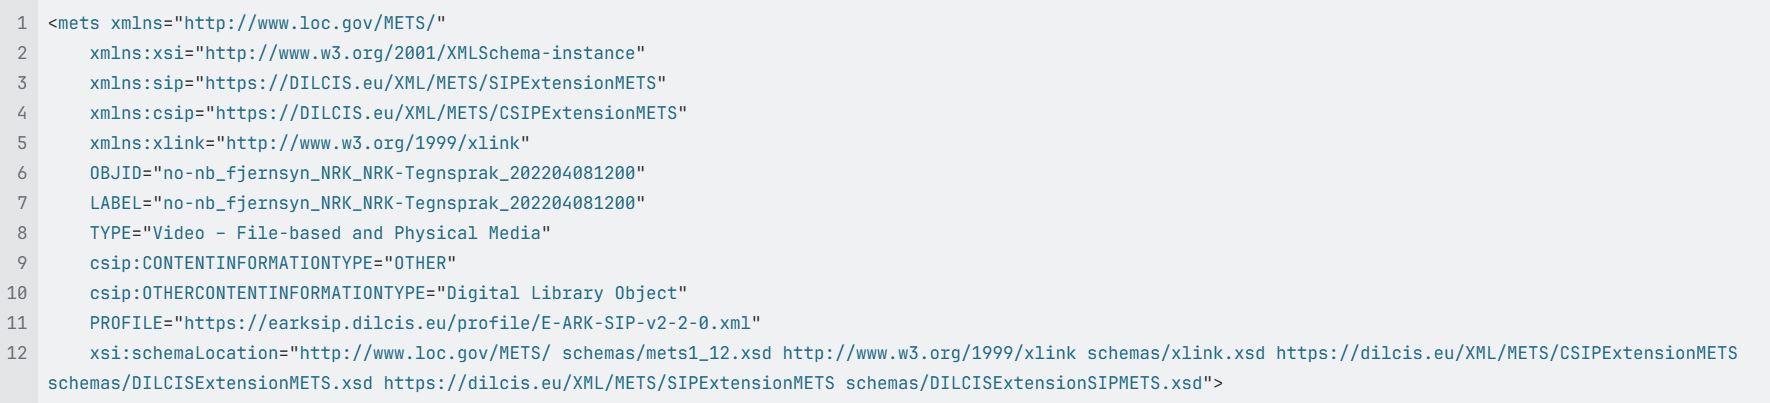 1 <mets xmlns="http://www.loc.gov/METS/"
2 xmlns:xsi="http://www.w3.org/2001/XMLSchema-instance"
3 xmlns:sip="https://DILCIS.eu/XML/METS/SIPExtensionMETS"
4 xmlns:csip="https://DILCIS.eu/XML/METS/CSIPExtensionMETS"
5 xmlns:xlink="http://www.w3.org/1999/xlink"
6 OBJID="no-nb_fjernsyn_NRK_NRK-Tegnsprak_202204081200"
7 LABEL="no-nb_fjernsyn_NRK_NRK-Tegnsprak_202204081200"
8 TYPE="Video – File-based and Physical Media"
9 csip:CONTENTINFORMATIONTYPE="OTHER"
10 csip:OTHERCONTENTINFORMATIONTYPE="Digital Library Object"
11 PROFILE="https://earksip.dilcis.eu/profile/E-ARK-SIP-v2-2-0.xml"
12 xsi:schemaLocation="http://www.loc.gov/METS/ schemas/mets1_12.xsd http://www.w3.org/1999/xlink schemas/xlink.xsd https://dilcis.eu/XML/METS/CSIPExtensionMETS
schemas/DILCISExtensionMETS.xsd https://dilcis.eu/XML/METS/SIPExtensionMETS schemas/DILCISExtensionSIPMETS.xsd">